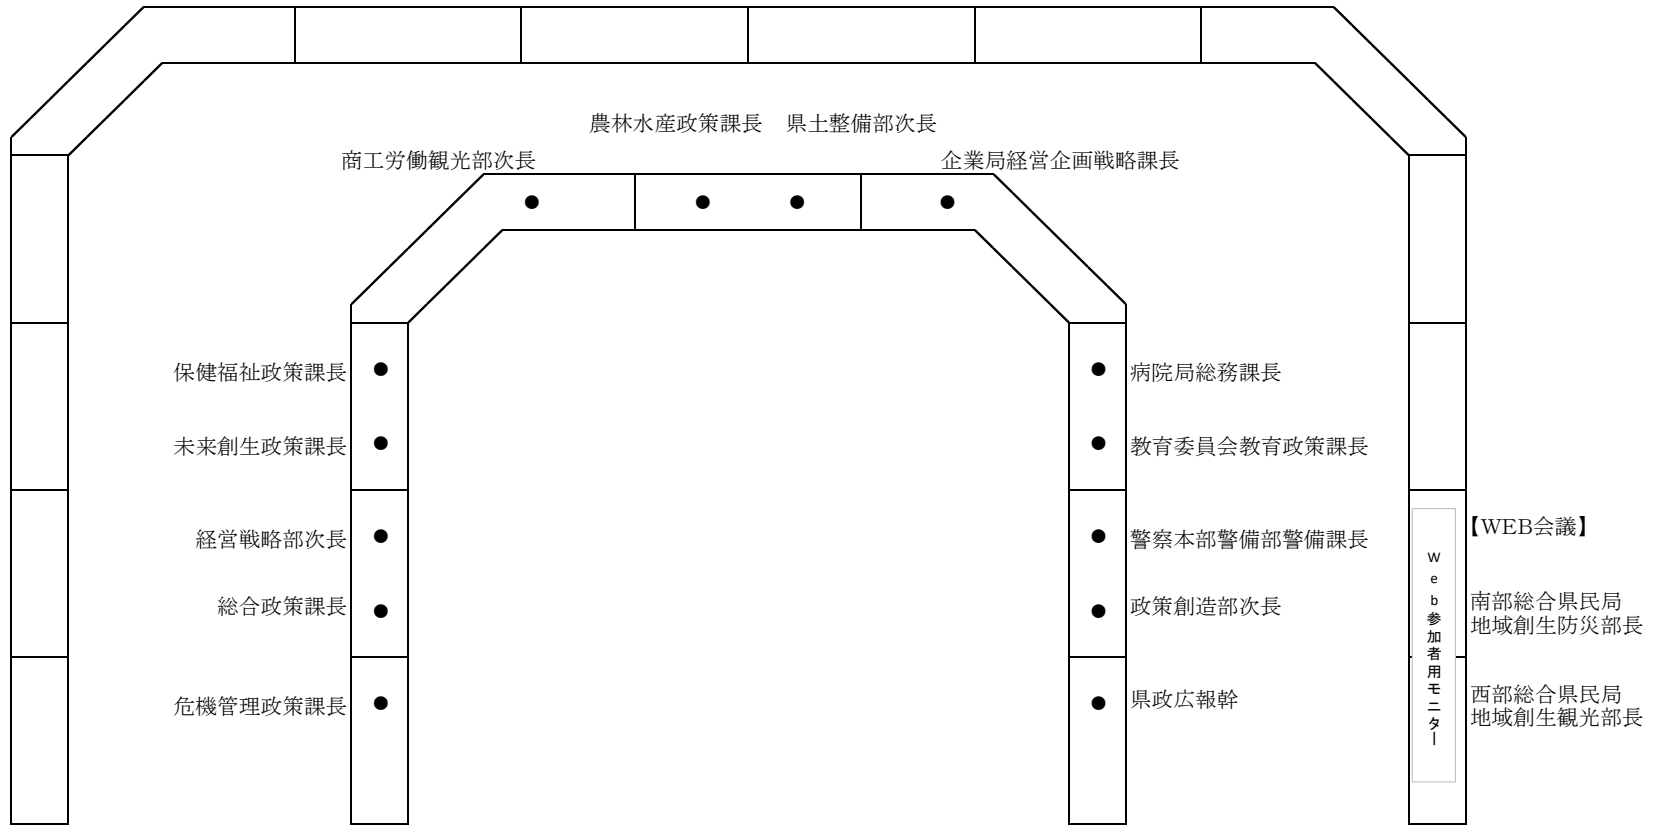 農林水産政策課長　県土整備部次長
商工労働観光部次長
企業局経営企画戦略課長
保健福祉政策課長
病院局総務課長
未来創生政策課長
教育委員会教育政策課長
経営戦略部次長
警察本部警備部警備課長
総合政策課長
政策創造部次長
危機管理政策課長
県政広報幹
Web参加者用モニター
【WEB会議】
南部総合県民局
地域創生防災部長
西部総合県民局
地域創生観光部長